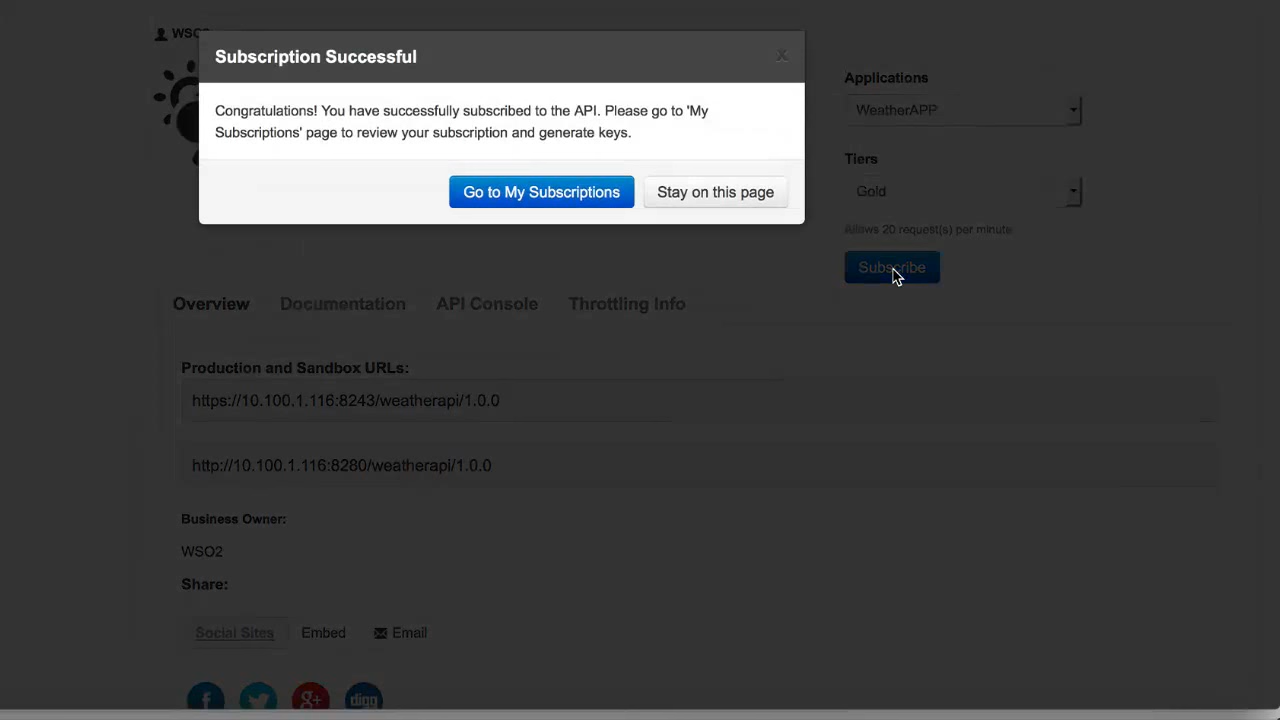 WSO2
Subscription Successful
X
Congratulations! You have successfully subscribed to the API. Please go to 'My
Subscriptions' page to review your subscription and generate keys.
Go to My Subscriptions
Stay on this page
Applications
WeatherAPP
Tiers
Gold
Allows 20 request(s) per minute
Subscribe
Overview
Documentation
API Console
Throttling Info
Production and Sandbox URLs:
https://10.100.1.116:8243/weatherapi/1.0.0
http://10.100.1.116:8280/weatherapi/1.0.0
Business Owner:
WSO2
Share:
Social Sites
Embed
Email
f
g+
digg